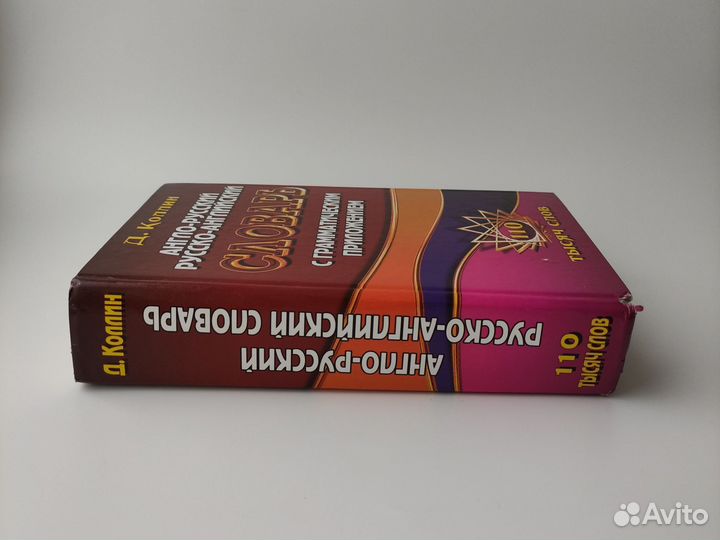 Д. Коллин
АНГЛО-РУССКИЙ
РУССКО-АНГЛИЙСКИЙ
СЛОВАРЬ
С ГРАММАТИЧЕСКИМ
ПРИЛОЖЕНИЕМ
110
ТЫСЯЧ СЛОВ
Д. Коллин
АНГЛО-РУССКИЙ
РУССКО-АНГЛИЙСКИЙ СЛОВАРЬ
110
ТЫСЯЧ СЛОВ
Avito